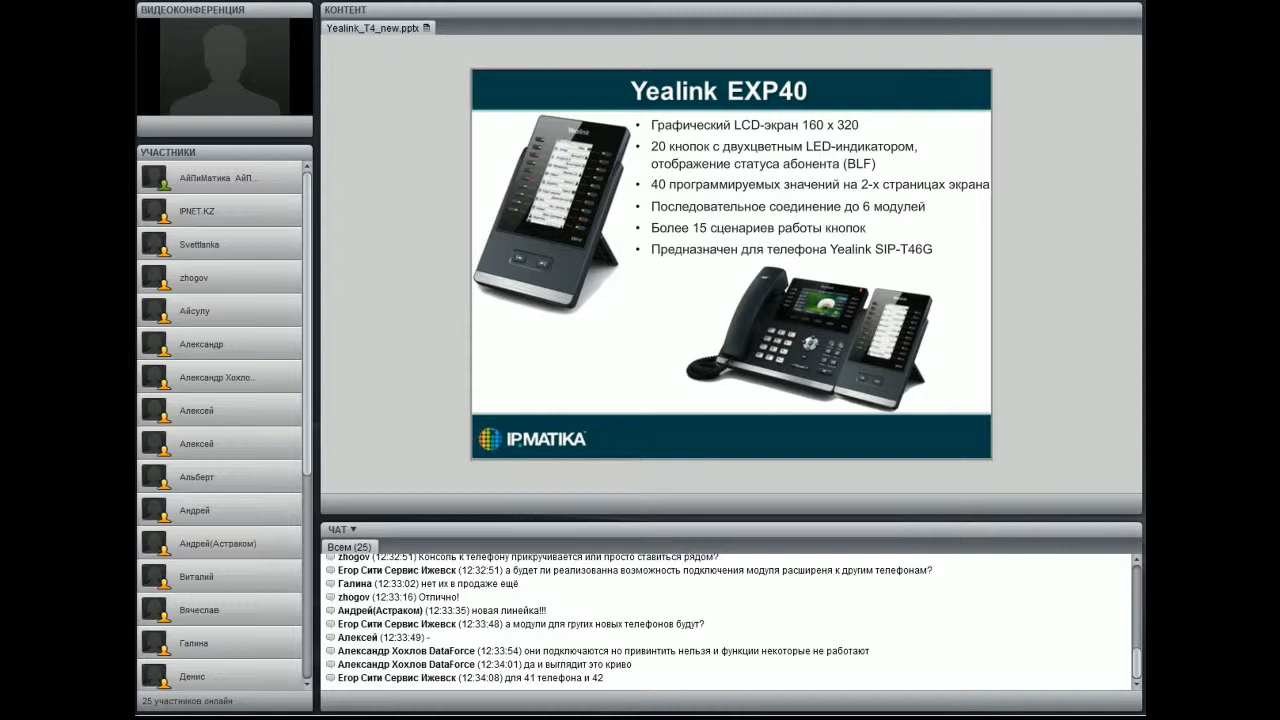 ВИДЕОКОНФЕРЕНЦИЯ
УЧАСТНИКИ
АйПиМатика АйП...
IPNET.KZ
Svettlanka
zhogov
Айсулу
Александр
Александр Хохло...
Алексей
Алексей
Альберт
Андрей
Андрей(Астраком)
Виталий
Вячеслав
Галина
Денис
25 участников онлайн
КОНТЕНТ
Yealink_T4_new.pptx
Yealink EXP40
• Графический LCD-экран 160 x 320
• 20 кнопок с двухцветным LED-индикатором,
отображение статуса абонента (BLF)
• 40 программируемых значений на 2-х страницах экрана
• Последовательное соединение до 6 модулей
• Более 15 сценариев работы кнопок
• Предназначен для телефона Yealink SIP-T46G
Yealink
IPMATIKA
ЧАТ
Всем (25)
zhogov (12:32:51) Консоль к телефону прикручивается или просто ставиться рядом?
Егор Сити Сервис Ижевск (12:32:51) а будет ли реализованна возможность подключения модуля расширеня к другим телефонам?
Галина (12:33:02) нет их в продаже ещё
zhogov (12:33:16) Отлично!
Андрей(Астраком) (12:33:35) новая линейка!!!
Егор Сити Сервис Ижевск (12:33:48) а модули для гругих новых телефонов будут?
Алексей (12:33:49) -
Александр Хохлов DataForce (12:33:54) они подключаются но привинтить нельзя и функции некоторые не работают
Александр Хохлов DataForce (12:34:01) да и выглядит это криво
Егор Сити Сервис Ижевск (12:34:08) для 41 телефона и 42